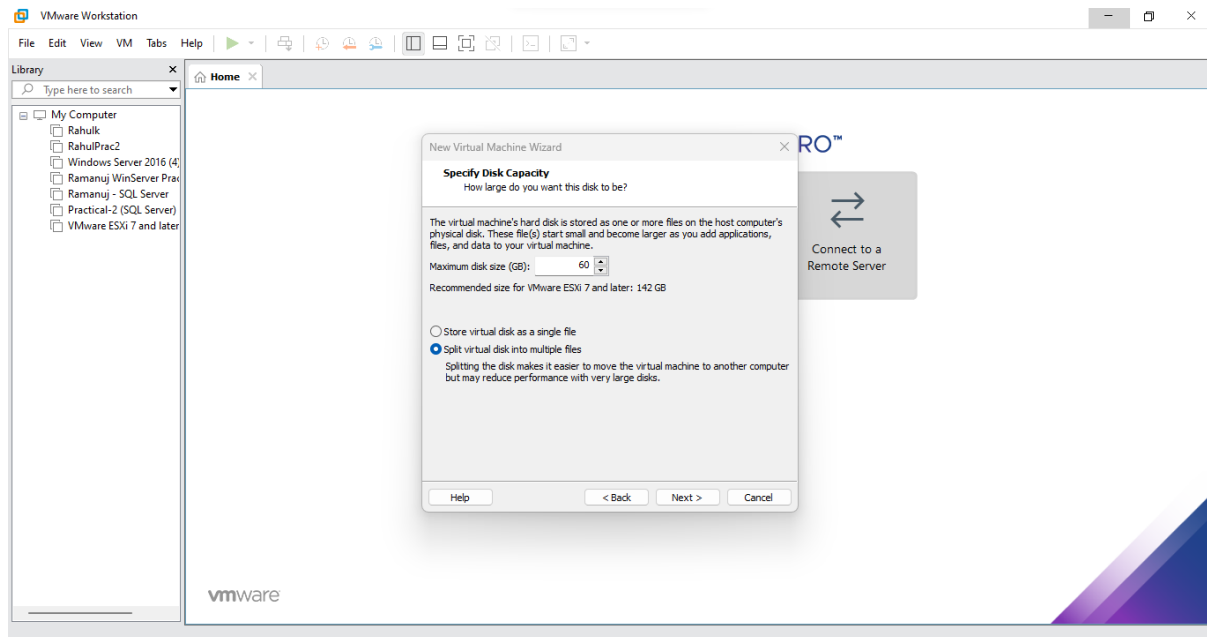 VMware Workstation
File Edit View VM Tabs Help
Library
Type here to search
Home
My Computer
Rahulk
RahulPrac2
Windows Server 2016 (4)
Ramanuj WinServer Prac
Ramanuj - SQL Server
Practical-2 (SQL Server)
VMware ESXi 7 and later
RO™
Connect to a
Remote Server
New Virtual Machine Wizard
Specify Disk Capacity
How large do you want this disk to be?
The virtual machine's hard disk is stored as one or more files on the host computer's
physical disk. These file(s) start small and become larger as you add applications,
files, and data to your virtual machine.
Maximum disk size (GB): 60
Recommended size for VMware ESXi 7 and later: 142 GB
Store virtual disk as a single file
Split virtual disk into multiple files
Splitting the disk makes it easier to move the virtual machine to another computer
but may reduce performance with very large disks.
Help < Back Next > Cancel
vmware